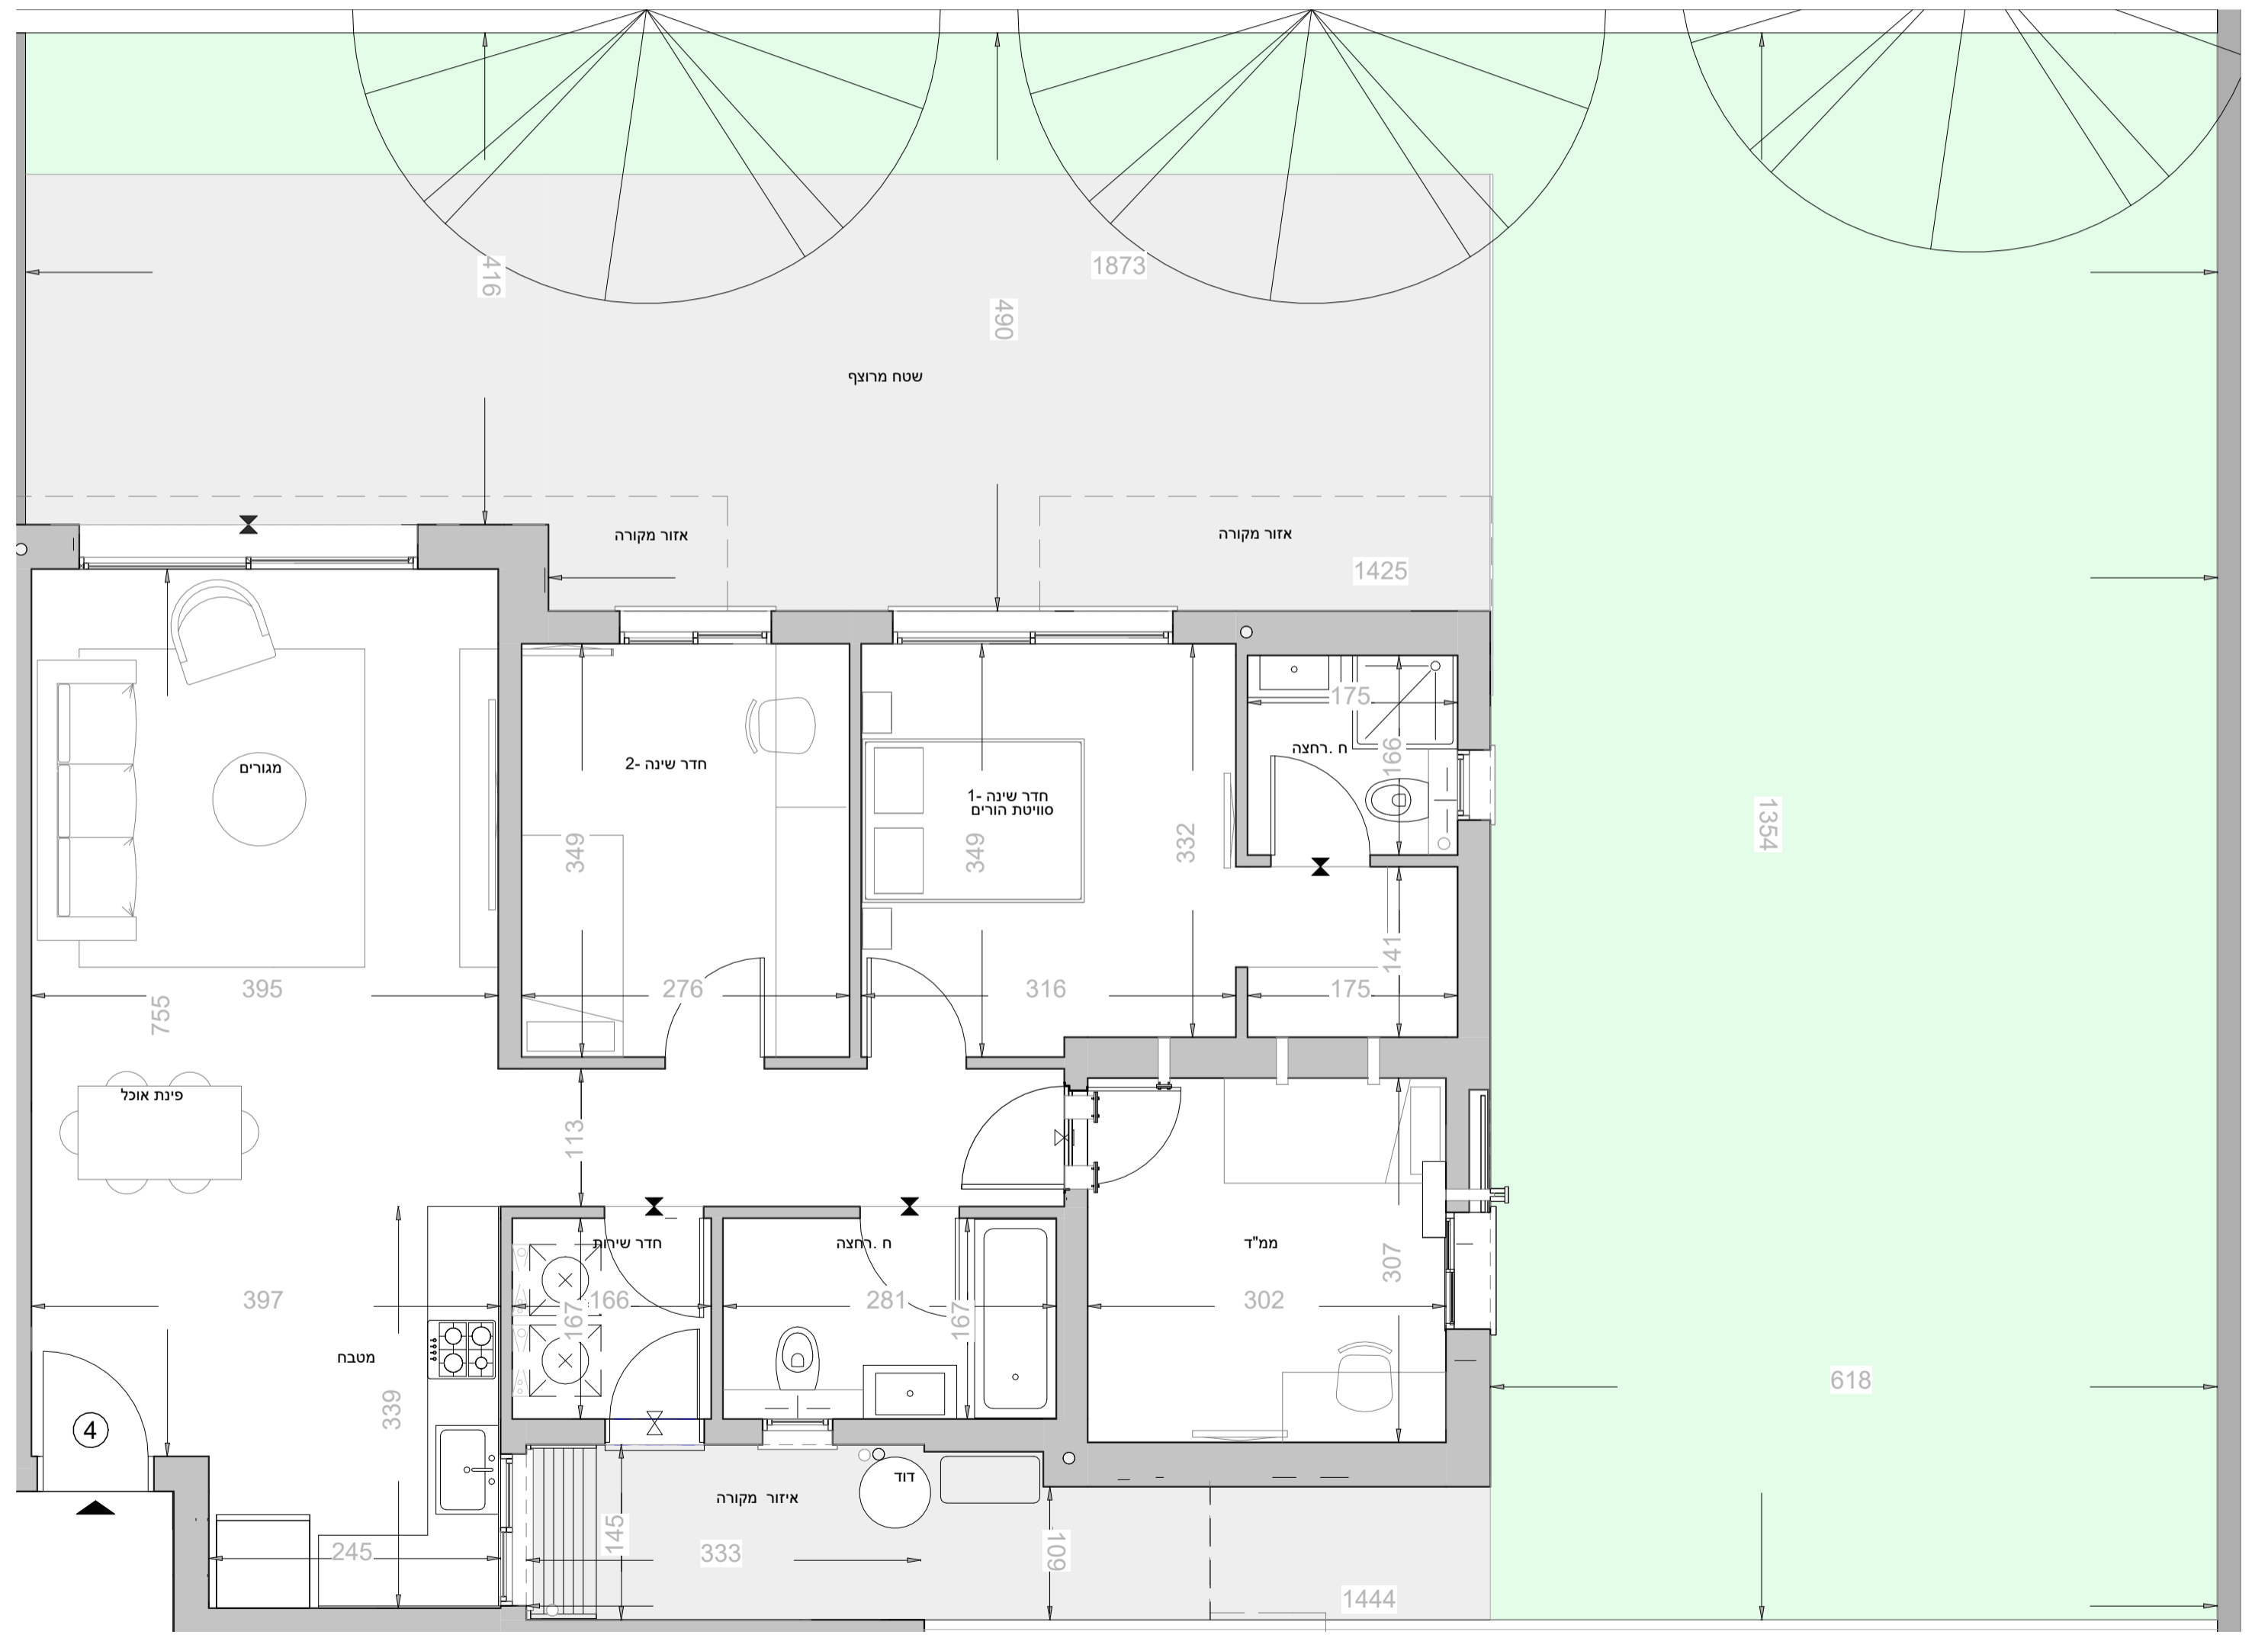 416
1873
490
שטח מרוצף
אזור מקורה
אזור מקורה
1425
175
ח .רחצה
166
חדר שינה -2
מגורים
חדר שינה -1
סוויטת הורים
349
349
332
1354
141
395
755
276
316
175
פינת אוכל
113
חדר שירות
ח .רחצה
ממ"ד
307
397
167
166
281
167
302
מטבח
339
618
4
דוד
איזור מקורה
145
333
109
245
1444